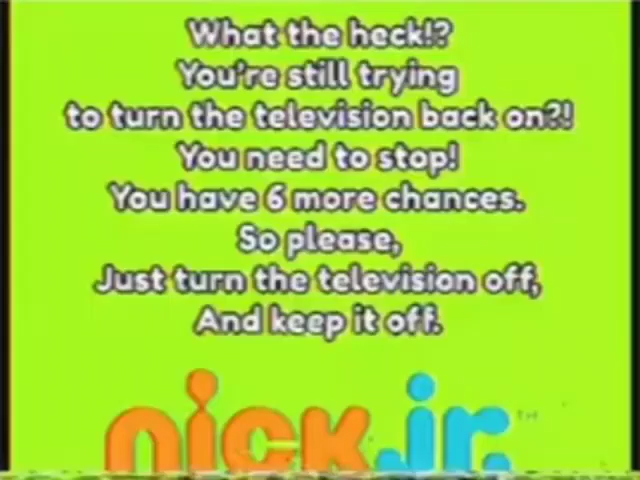 What the heck!?
You're still trying
to turn the television back on?!
You need to stop!
You have 6 more chances.
So please,
Just turn the television off,
And keep it off.
nick jr.™